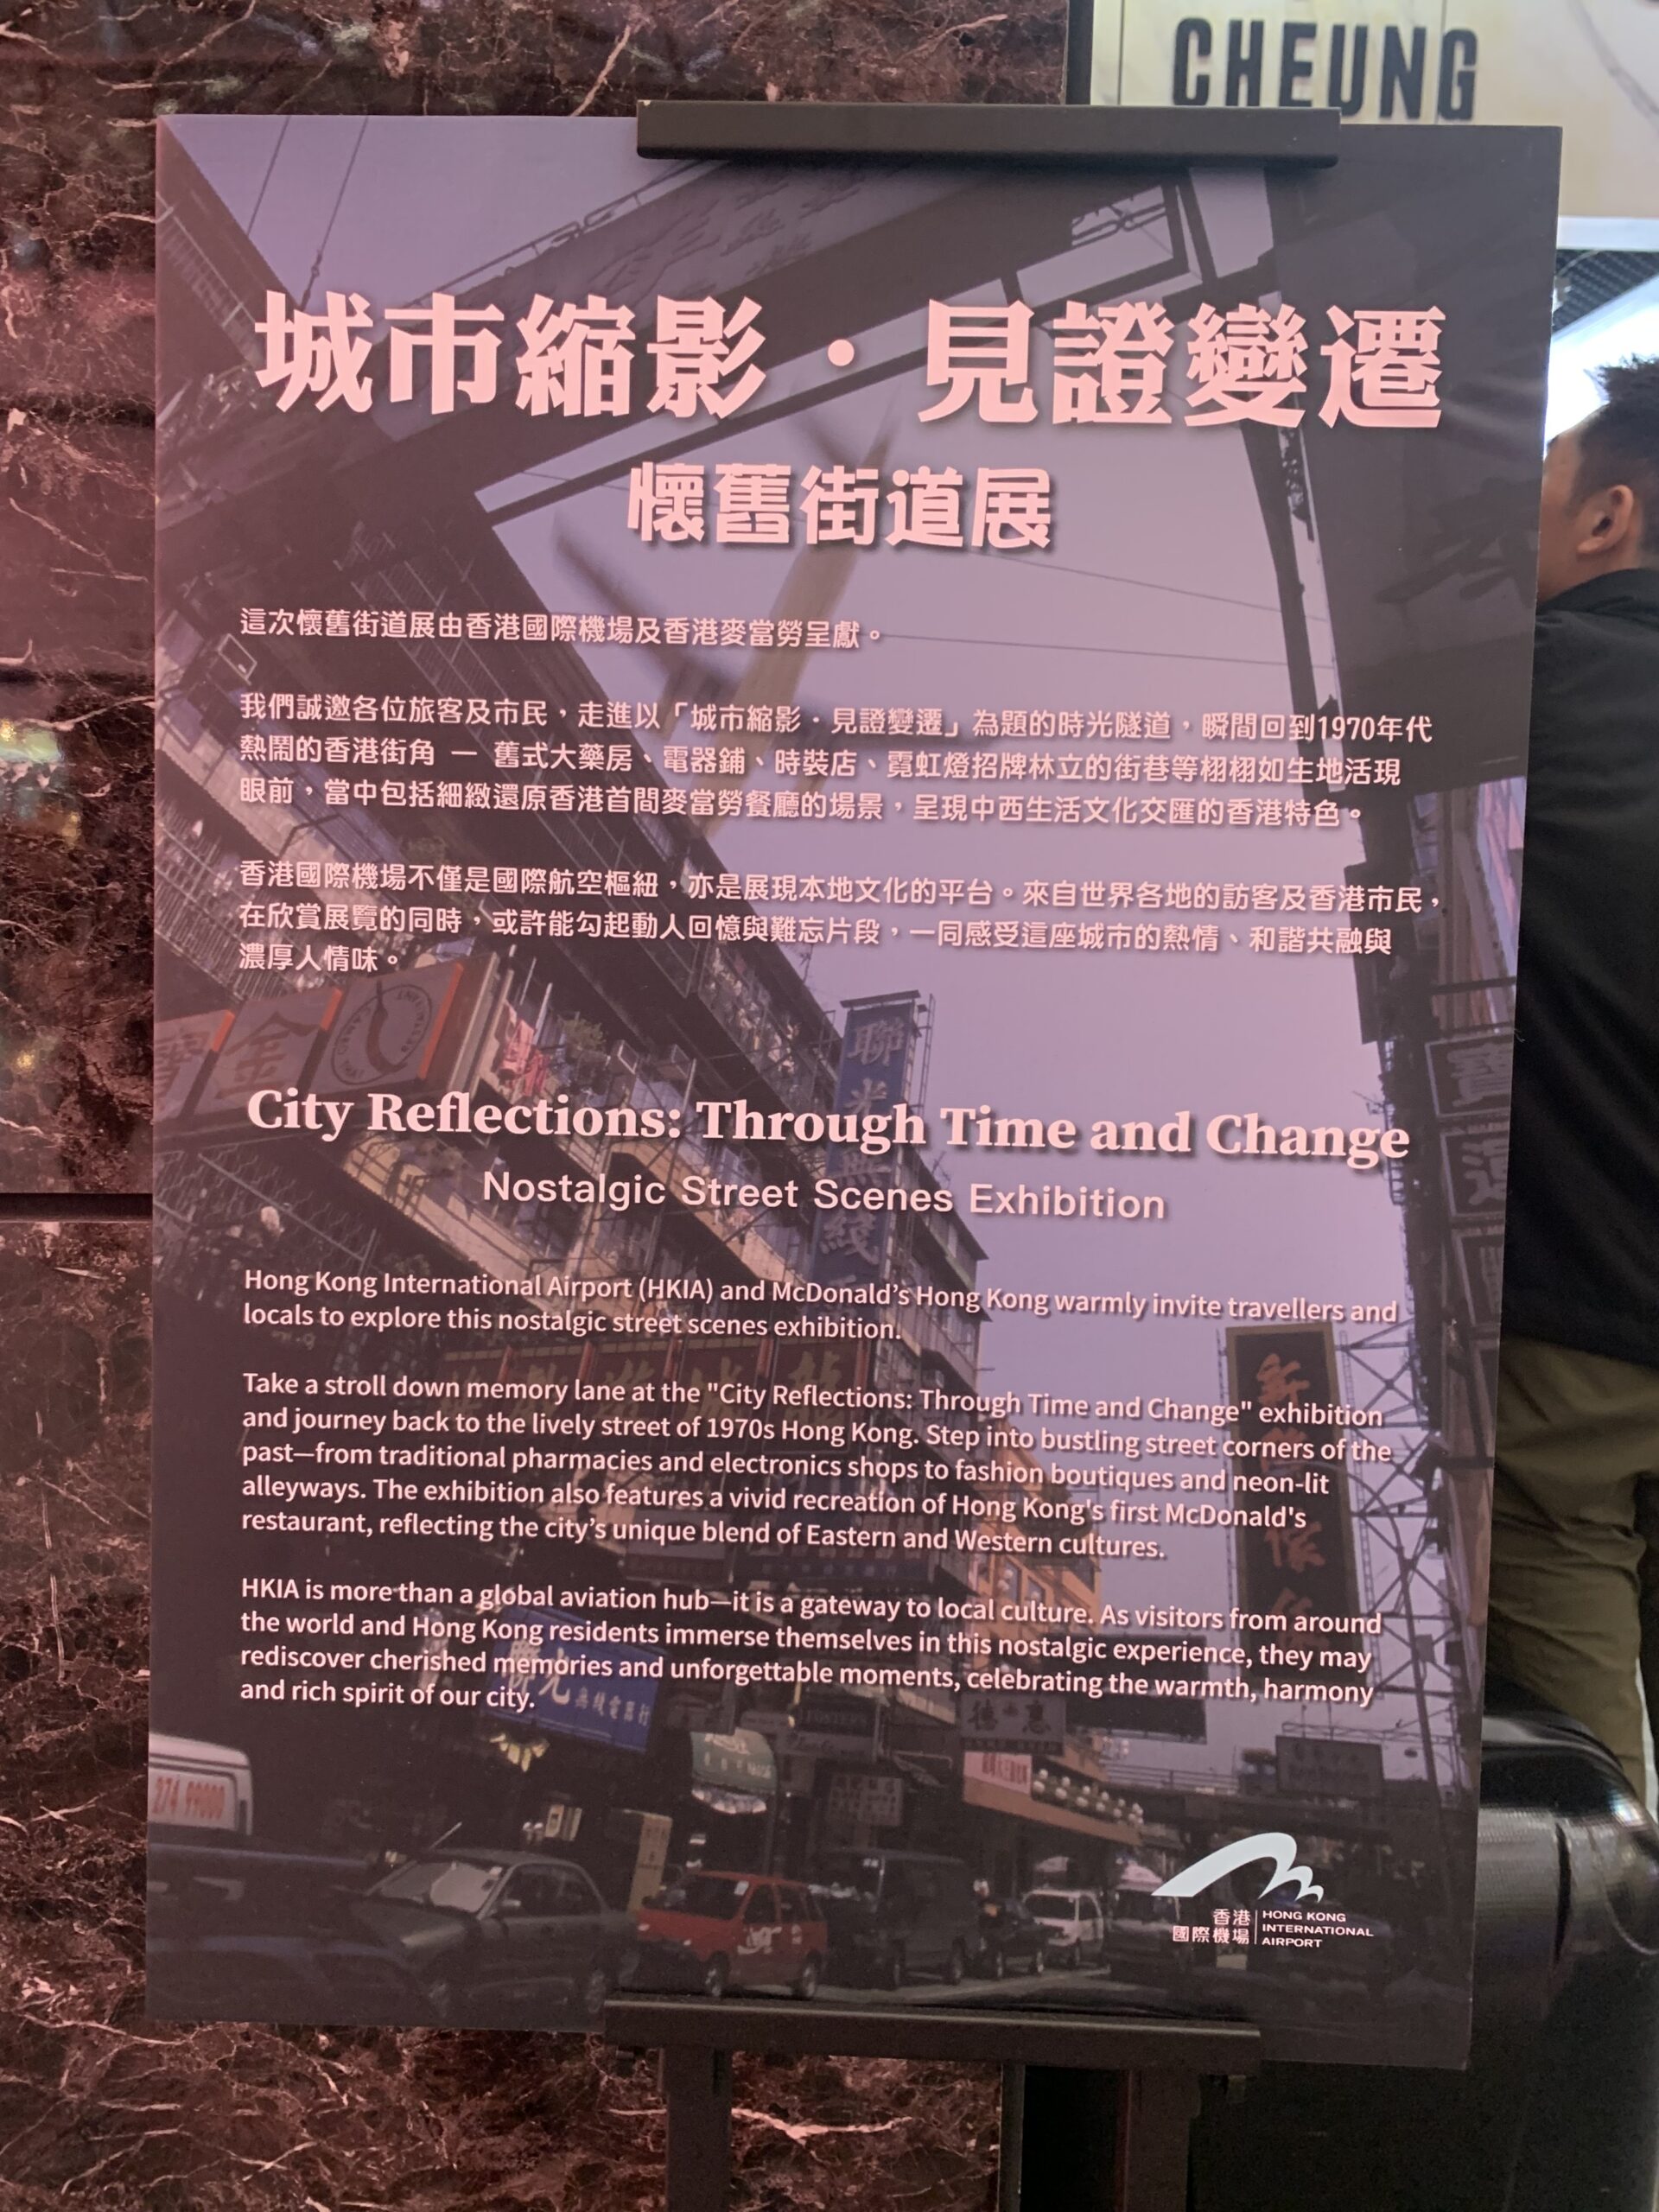 CHEUNG
城市縮影・見證變遷
懷舊街道展
這次懷舊街道展由香港國際機場及香港麥當勞呈獻。
我們誠邀各位旅客及市民，走進以「城市縮影・見證變遷」為題的時光隧道，瞬間回到1970年代
熱鬧的香港街角 — 舊式大藥房、電器鋪、時裝店、霓虹燈招牌林立的街巷等栩栩如生地活現
眼前，當中包括細緻還原香港首間麥當勞餐廳的場景，呈現中西生活文化交匯的香港特色。
香港國際機場不僅是國際航空樞紐，亦是展現本地文化的平台。來自世界各地的訪客及香港市民，
在欣賞展覽的同時，或許能勾起動人回憶與難忘片段，一同感受這座城市的熱情、和諧共融與
濃厚人情味。
金
聯光無綫
City Reflections: Through Time and Change
Nostalgic Street Scenes Exhibition
Hong Kong International Airport (HKIA) and McDonald’s Hong Kong warmly invite travellers and
locals to explore this nostalgic street scenes exhibition.
Take a stroll down memory lane at the "City Reflections: Through Time and Change" exhibition
and journey back to the lively street of 1970s Hong Kong. Step into bustling street corners of the
past—from traditional pharmacies and electronics shops to fashion boutiques and neon-lit
alleyways. The exhibition also features a vivid recreation of Hong Kong's first McDonald's
restaurant, reflecting the city’s unique blend of Eastern and Western cultures.
HKIA is more than a global aviation hub—it is a gateway to local culture. As visitors from around
the world and Hong Kong residents immerse themselves in this nostalgic experience, they may
rediscover cherished memories and unforgettable moments, celebrating the warmth, harmony
and rich spirit of our city.
聯光無綫電器行
香港
國際機場
HONG KONG
INTERNATIONAL
AIRPORT